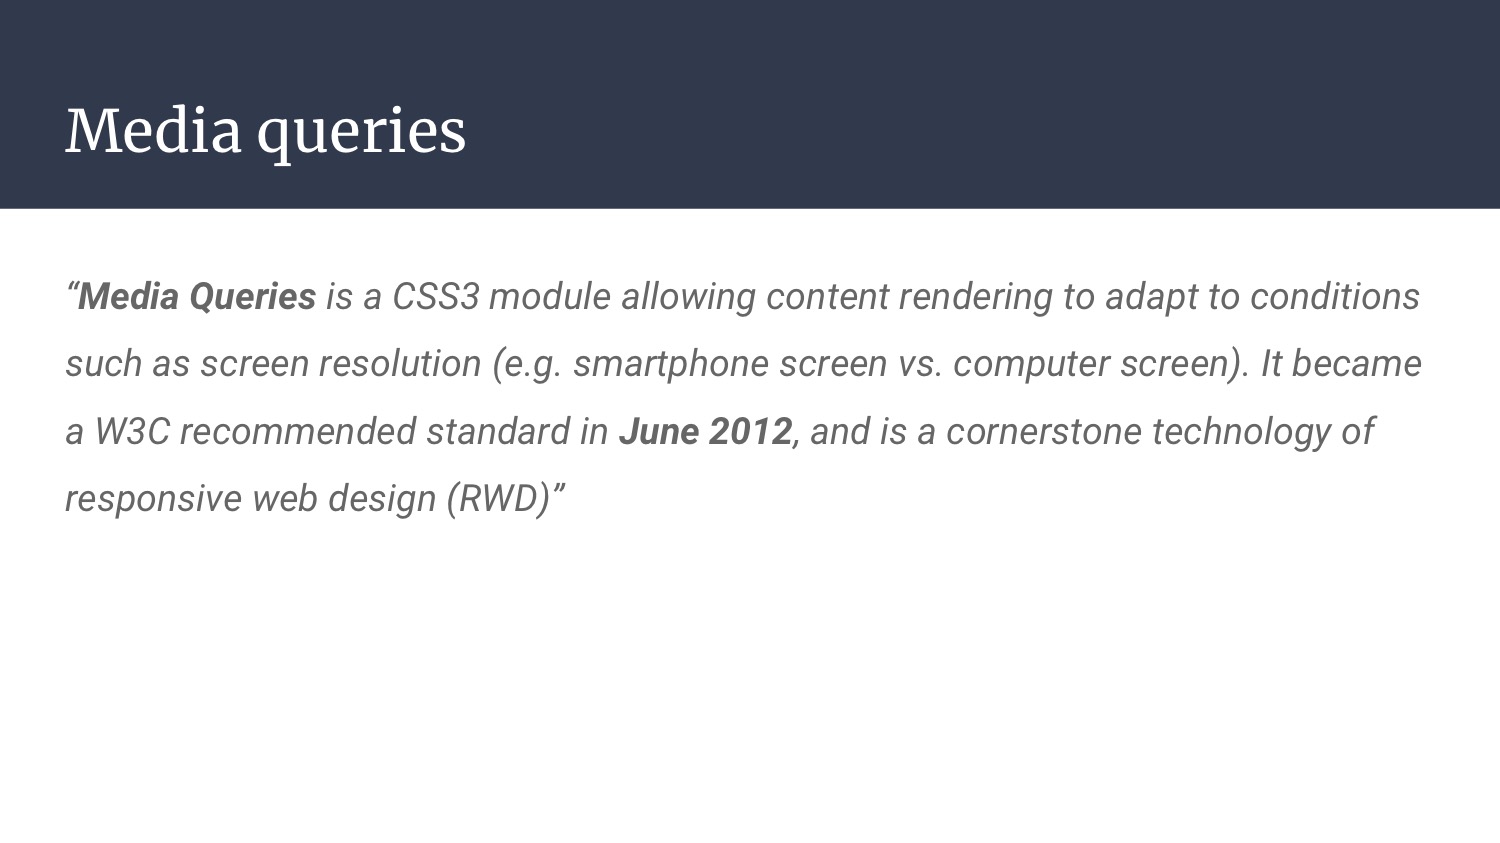 Media queries
“Media Queries is a CSS3 module allowing content rendering to adapt to conditions
such as screen resolution (e.g. smartphone screen vs. computer screen). It became
a W3C recommended standard in June 2012, and is a cornerstone technology of
responsive web design (RWD)”